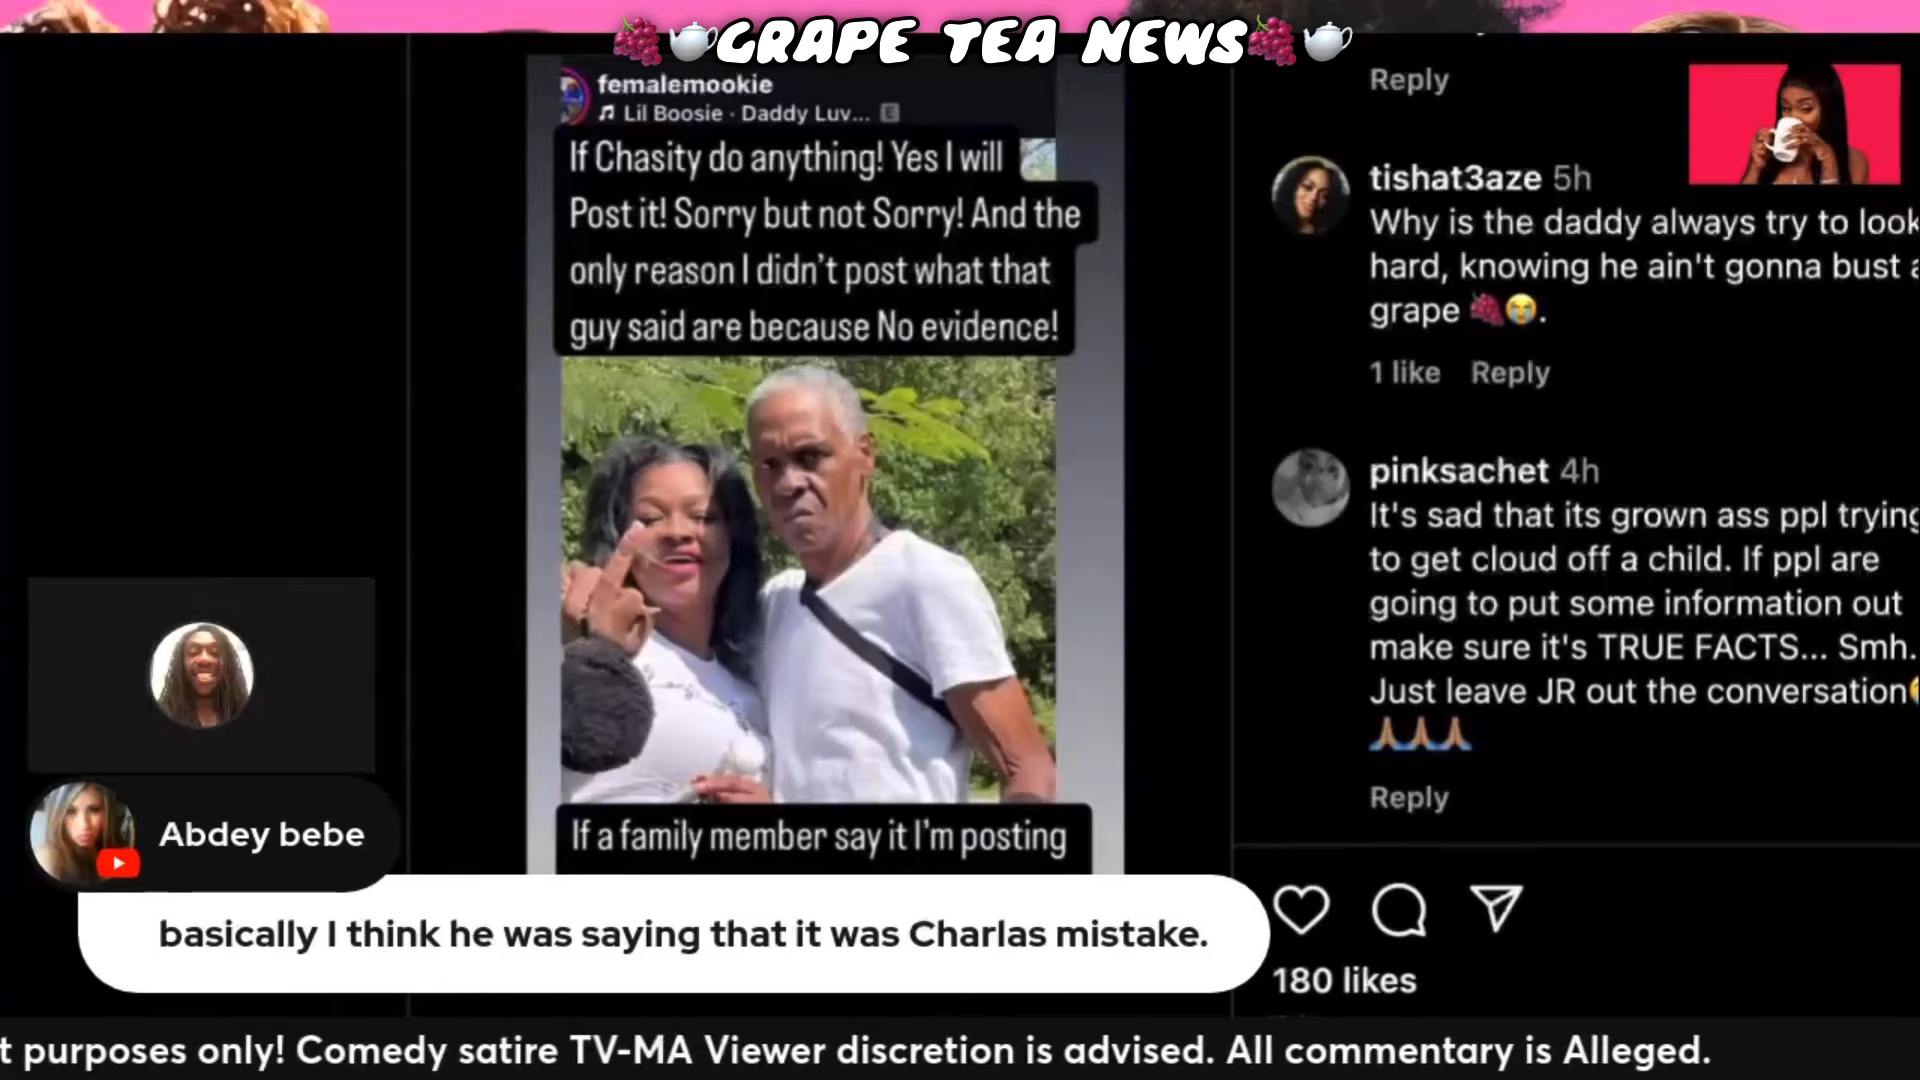 GRAPE TEA NEWS
femalemookie
Lil Boosie · Daddy Luv... E
If Chasity do anything! Yes I will
Post it! Sorry but not Sorry! And the
only reason I didn't post what that
guy said are because No evidence!
If a family member say it I'm posting
Reply
tishat3aze 5h
Why is the daddy always try to look
hard, knowing he ain't gonna bust a
grape 🍇😭.
1 like Reply
pinksachet 4h
It's sad that its grown ass ppl trying
to get cloud off a child. If ppl are
going to put some information out
make sure it's TRUE FACTS... Smh.
Just leave JR out the conversation
🙏🏽🙏🏽🙏🏽
Reply
180 likes
Abdey bebe
basically I think he was saying that it was Charlas mistake.
t purposes only! Comedy satire TV-MA Viewer discretion is advised. All commentary is Alleged.